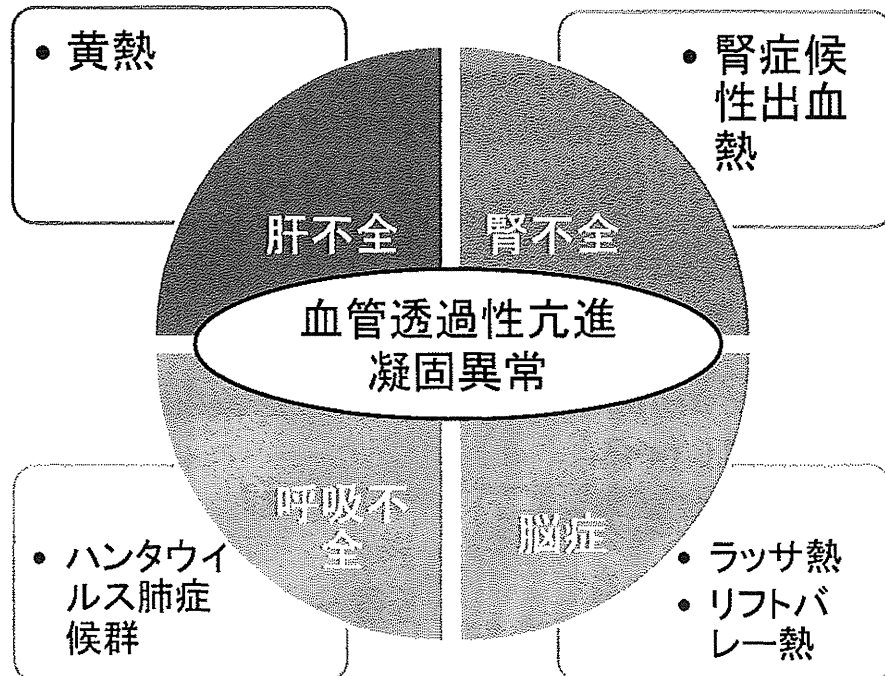 • 黄熱
• 腎症候
性出血
熱
肝不全
腎不全
血管透過性亢進
凝固異常
呼吸不
全
脳症
• ハンタウイ
ルス肺症
候群
• ラッサ熱
• リフトバ
レー熱